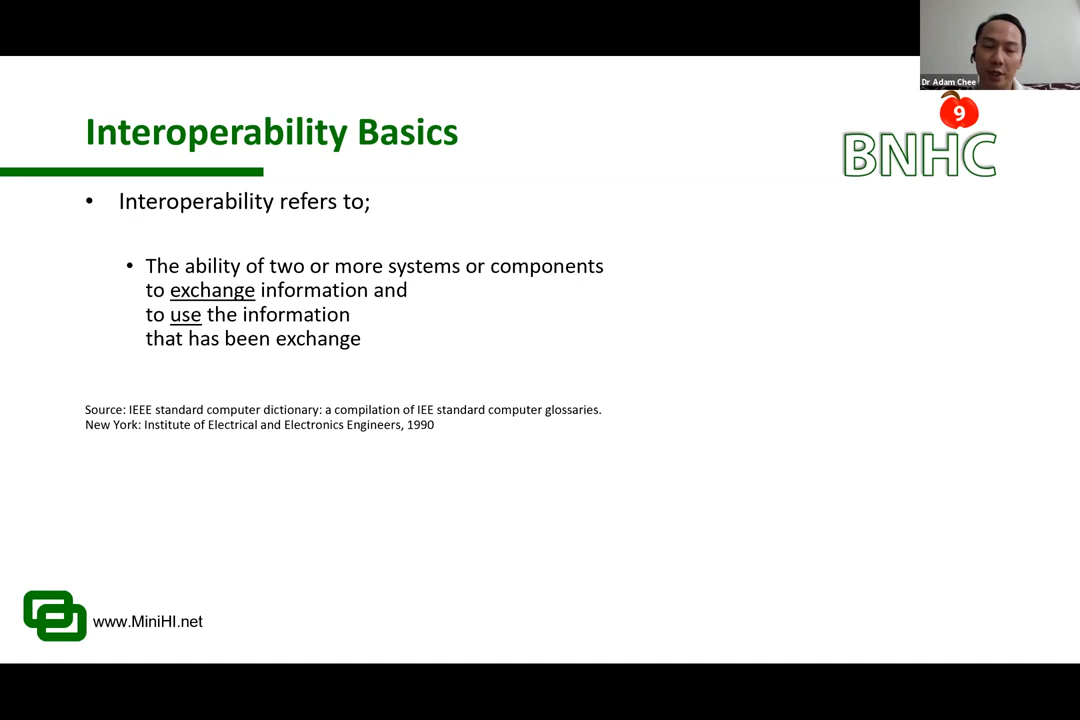 Dr Adam Chee
9
BNHC
Interoperability Basics
• Interoperability refers to;
• The ability of two or more systems or components
to exchange information and
to use the information
that has been exchange
Source: IEEE standard computer dictionary: a compilation of IEE standard computer glossaries.
New York: Institute of Electrical and Electronics Engineers, 1990
www.MiniHI.net